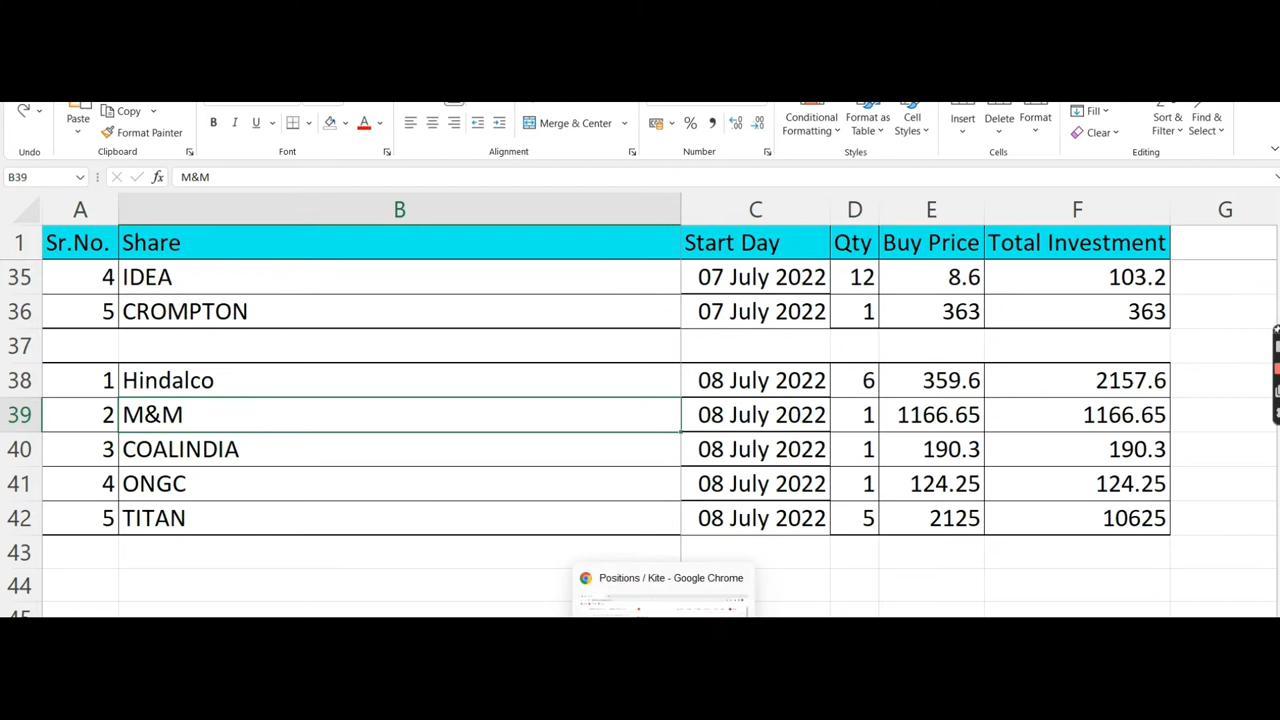 Paste
Copy
Format Painter
Merge & Center
Conditional
Formatting
Format as
Table
Cell
Styles
Insert
Delete
Format
Fill
Clear
Sort &
Filter
Find &
Select
B I U A %
Undo Clipboard Font Alignment Number Styles Cells Editing
B39 fx M&M
A B C D E F G
1 Sr.No. Share Start Day Qty Buy Price Total Investment
35 4 IDEA 07 July 2022 12 8.6 103.2
36 5 CROMPTON 07 July 2022 1 363 363
37
38 1 Hindalco 08 July 2022 6 359.6 2157.6
39 2 M&M 08 July 2022 1 1166.65 1166.65
40 3 COALINDIA 08 July 2022 1 190.3 190.3
41 4 ONGC 08 July 2022 1 124.25 124.25
42 5 TITAN 08 July 2022 5 2125 10625
43
44
Positions / Kite - Google Chrome